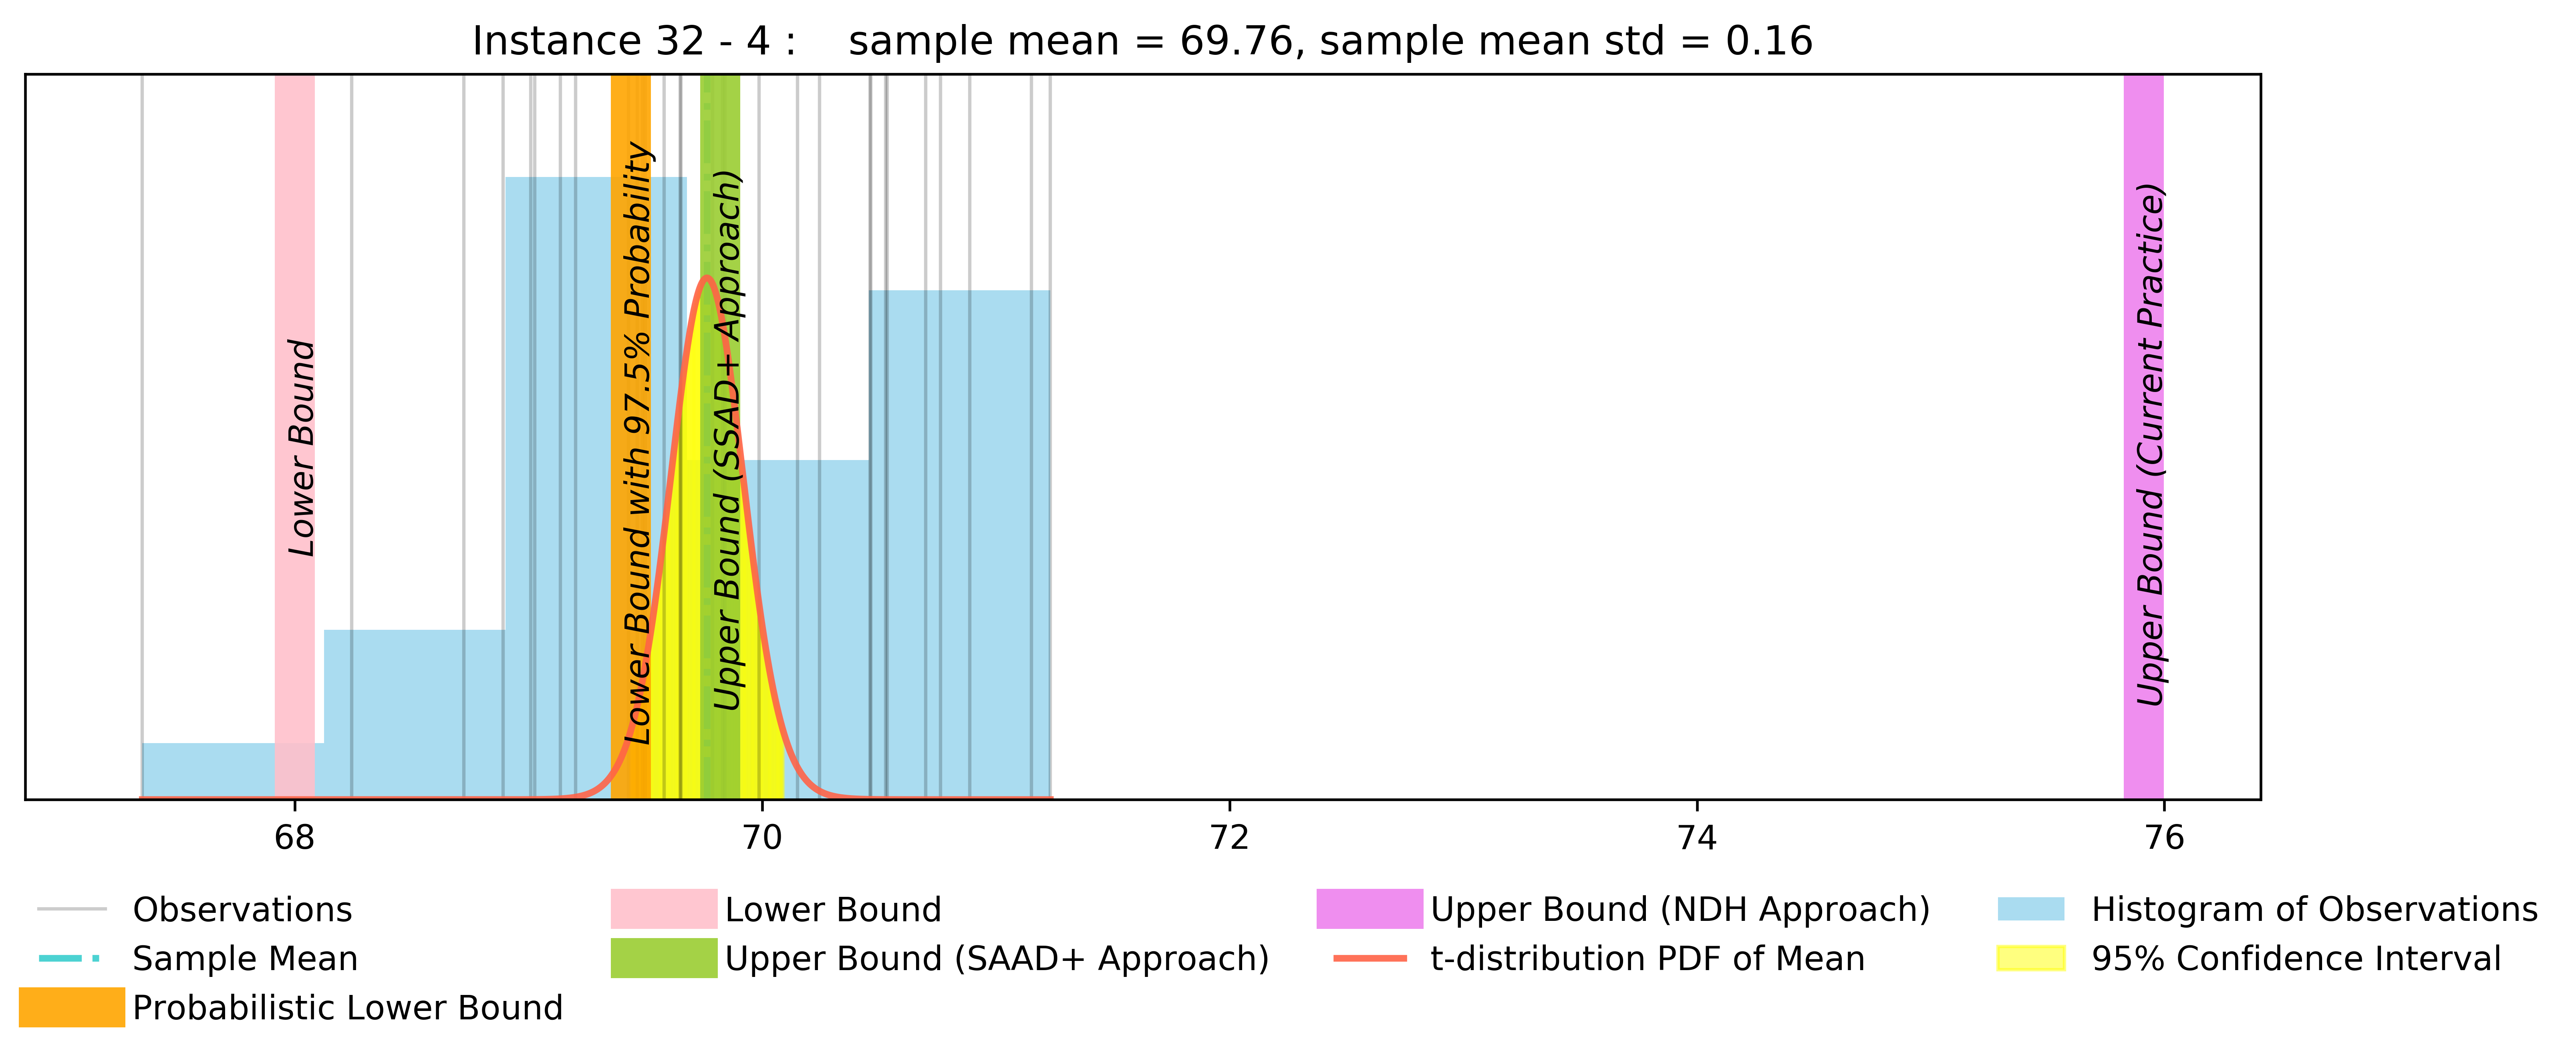 Instance 32 - 4 :    sample mean = 69.76, sample mean std = 0.16
Lower Bound
Lower Bound with 97.5% Probability
Upper Bound (SSAD+ Approach)
Upper Bound (Current Practice)
68 70 72 74 76
Observations
Sample Mean
Probabilistic Lower Bound
Lower Bound
Upper Bound (SAAD+ Approach)
Upper Bound (NDH Approach)
t-distribution PDF of Mean
Histogram of Observations
95% Confidence Interval